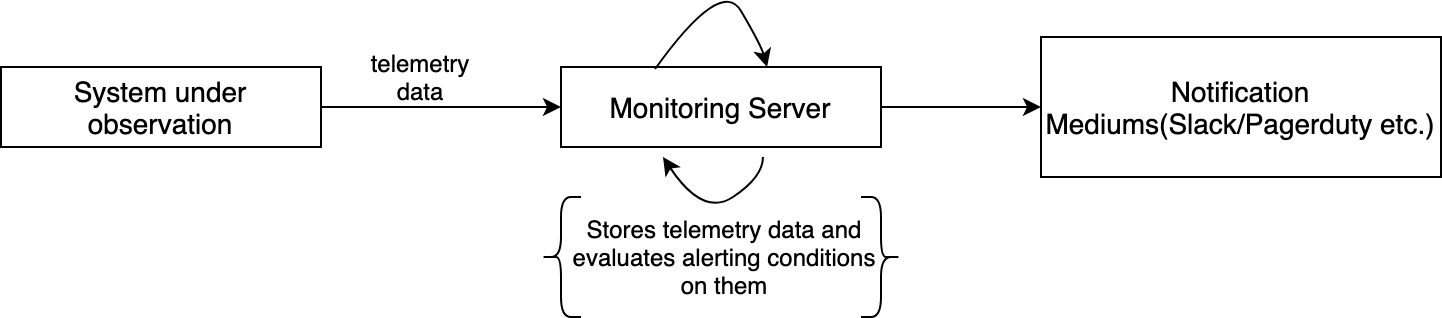 System under
observation
telemetry
data
Monitoring Server
Notification
Mediums(Slack/Pagerduty etc.)
Stores telemetry data and
evaluates alerting conditions
on them